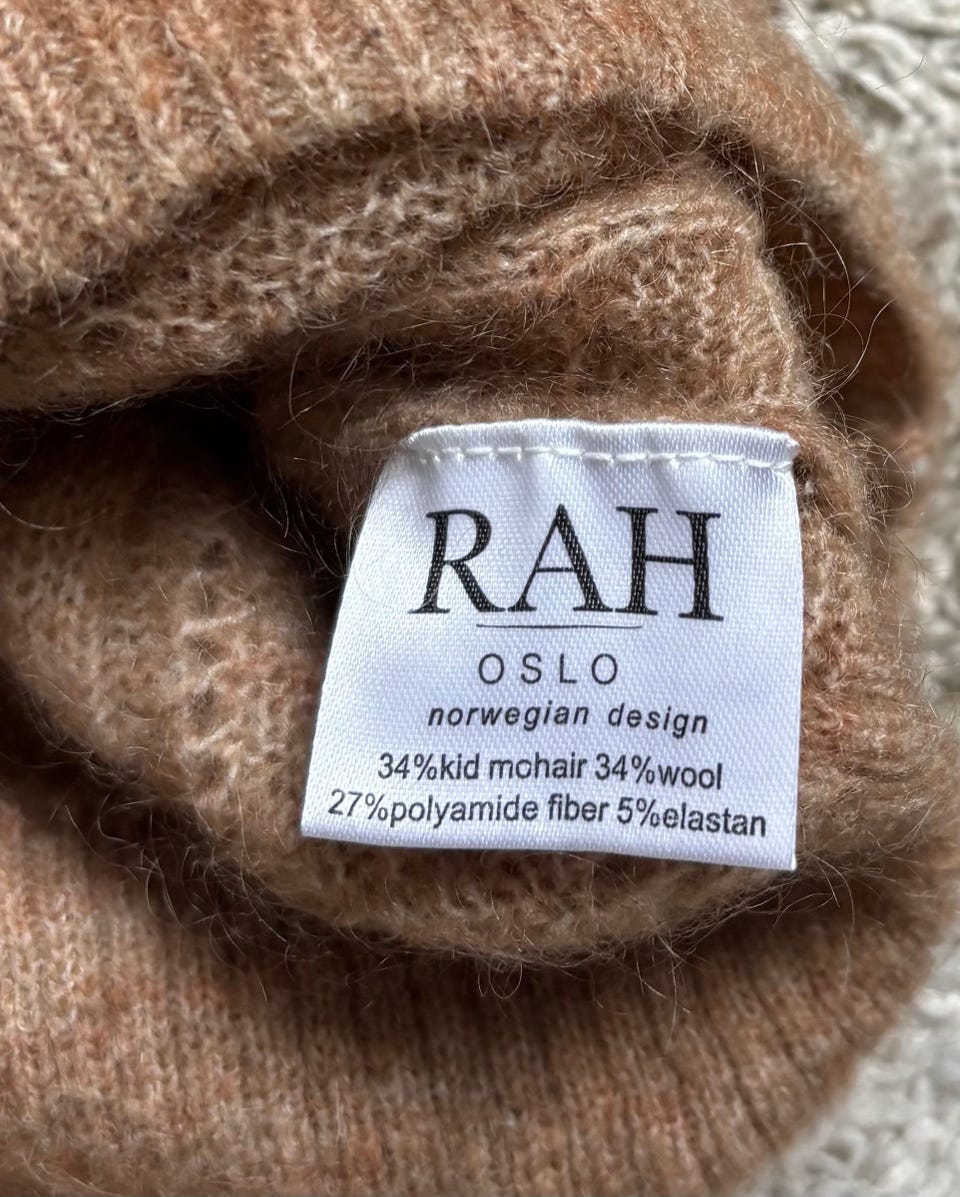 RAH
OSLO
norwegian design
34%kid mohair 34%wool
27%polyamide fiber 5%elastan